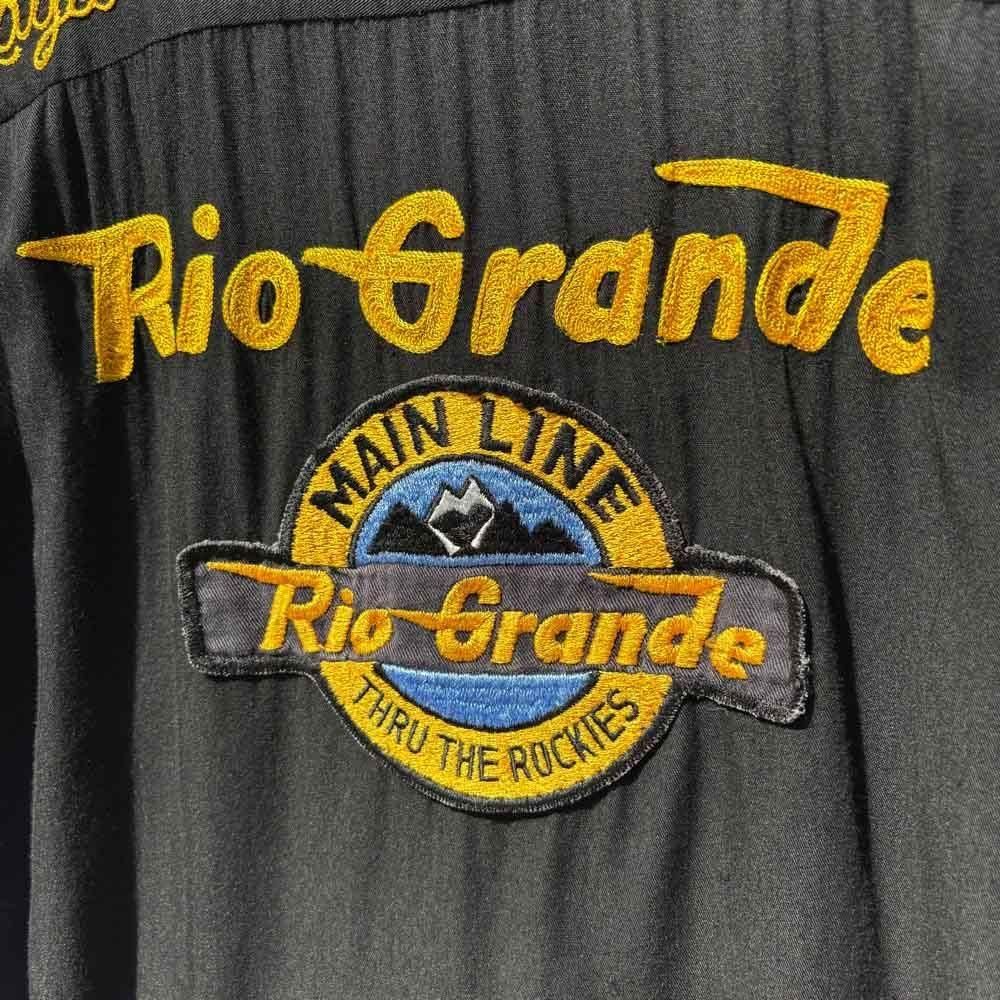 Rio Grande
MAIN LINE
Rio Grande
THRU THE ROCKIES